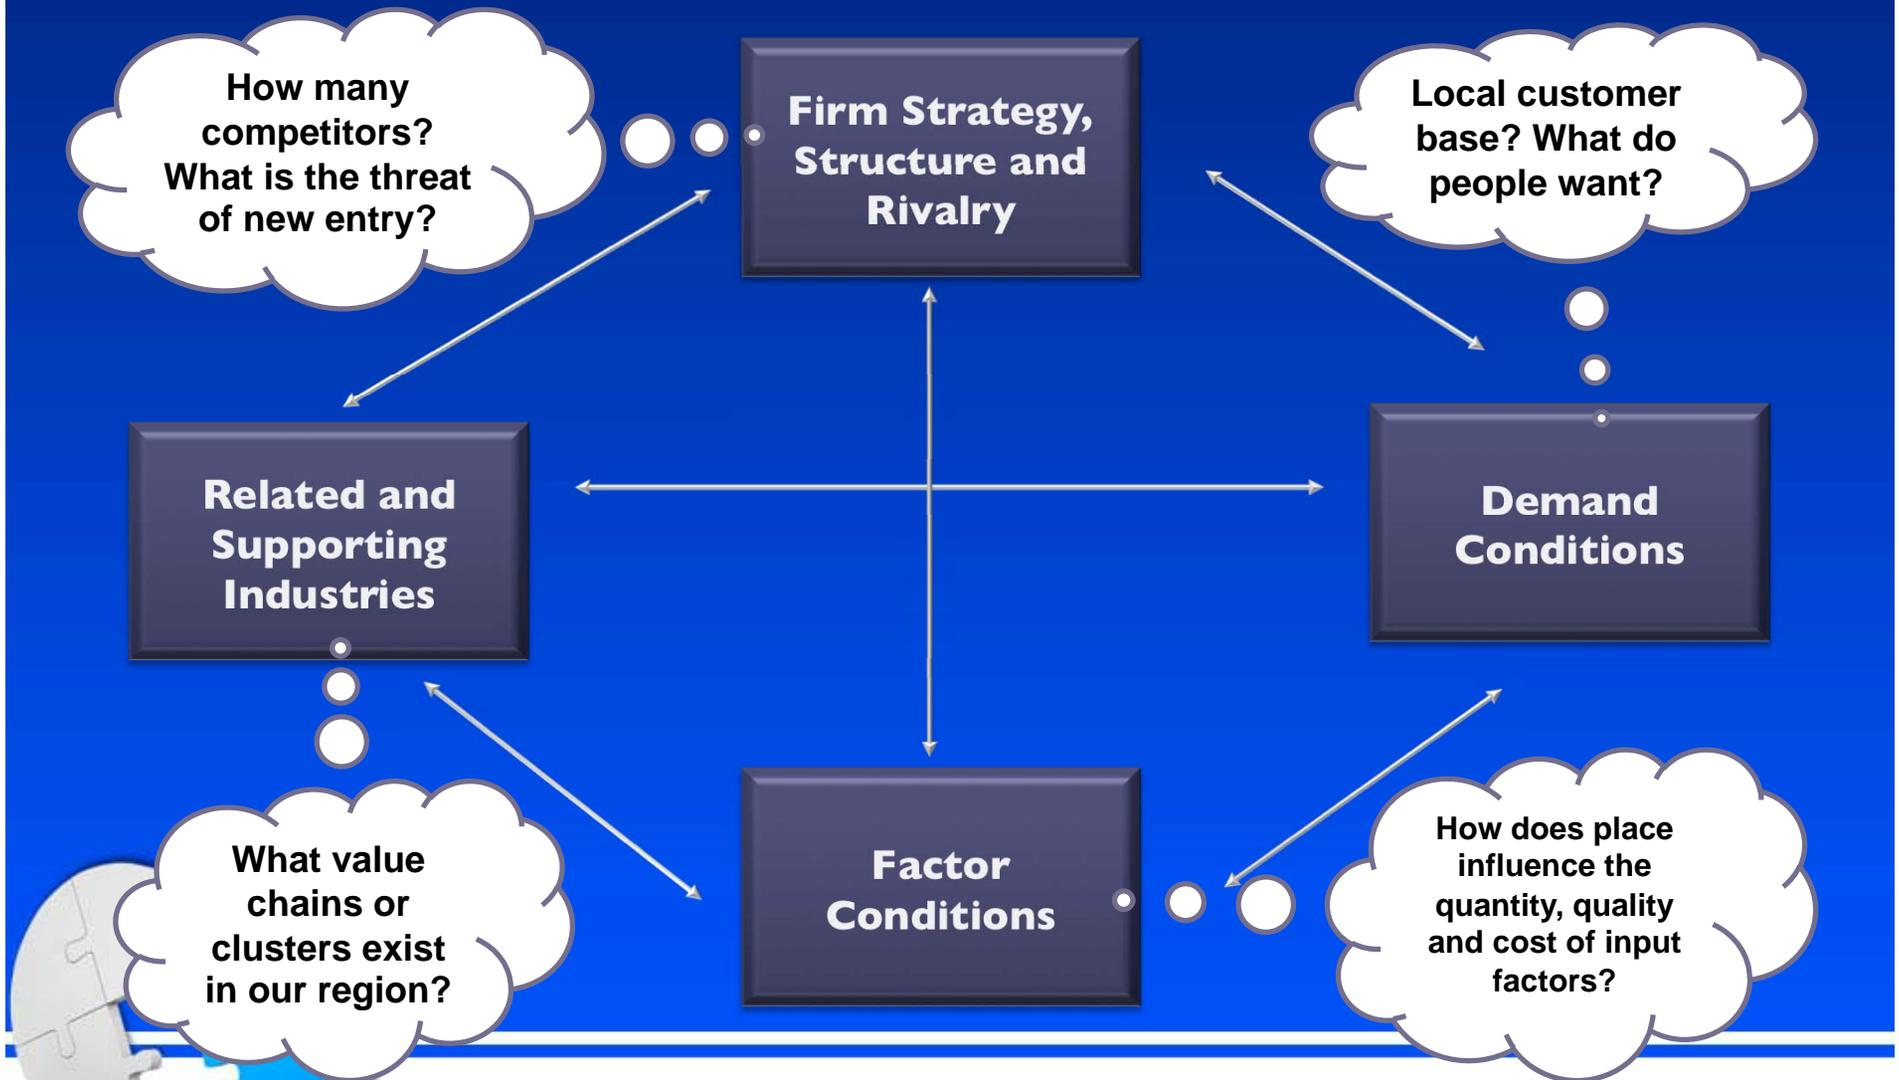 How many
competitors?
What is the threat
of new entry?
Firm Strategy,
Structure and
Rivalry
Local customer
base? What do
people want?
Related and
Supporting
Industries
Demand
Conditions
What value
chains or
clusters exist
in our region?
Factor
Conditions
How does place
influence the
quantity, quality
and cost of input
factors?